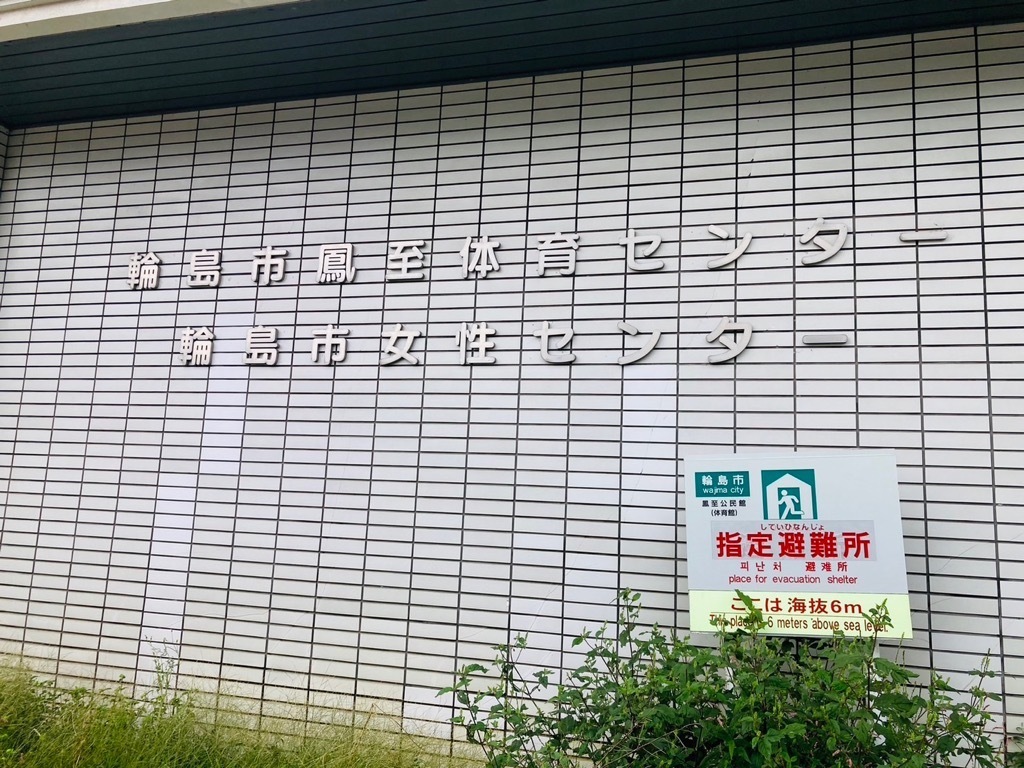 輪島市鳳至体育センター
輪島市女性センター
輪島市
wajima city
鳳至公民館
(体育館)
していひなんじょ
指定避難所
피난처 避难所
place for evacuation shelter
ここは海抜6m
This place is 6 meters above sea level.